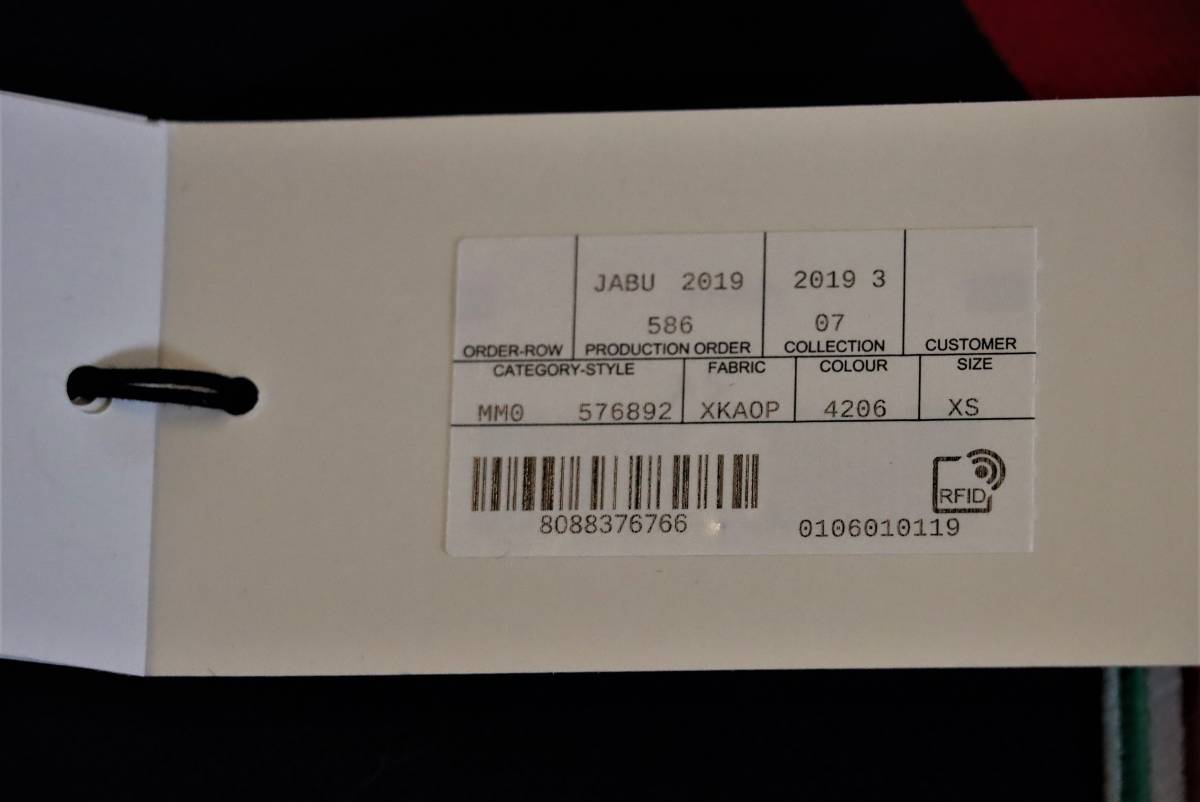 JABU 2019
2019 3
586
07
ORDER-ROW
PRODUCTION ORDER
COLLECTION
CUSTOMER
CATEGORY-STYLE
FABRIC
COLOUR
SIZE
MM0 576892
XKAOP
4206
XS
RFID
8088376766
0106010119